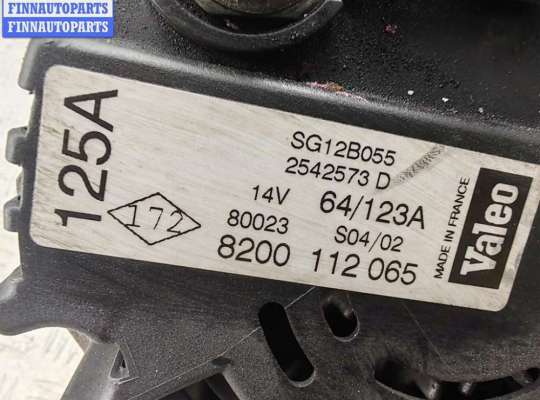 FINNAUTOPARTS
FINNAUTOPARTS
FINNAUTOPARTS
125A
172
SG12B055
2542573 D
14V 64/123A
80023 S04/02
8200 112 065
MADE IN FRANCE
Valeo